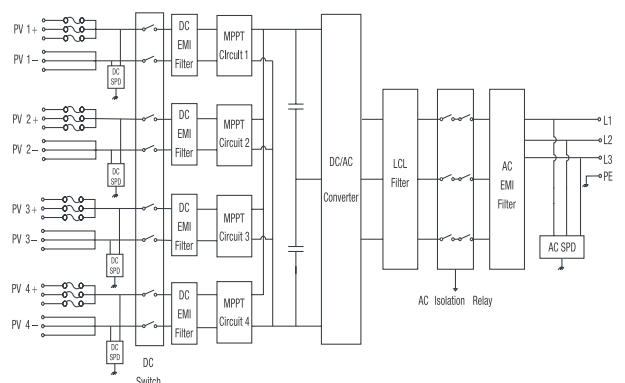 PV 1+
PV 1−
DC
SPD
DC
EMI
Filter
MPPT
CIrcuIt 1
PV 2+
PV 2−
DC
SPD
DC
EMI
Filter
MPPT
Circuit 2
PV 3+
PV 3−
DC
SPD
DC
EMI
Filter
MPPT
Circuit 3
PV 4+
PV 4−
DC
SPD
DC
EMI
Filter
MPPT
Circuit 4
DC
Switch
DC/AC
Converter
LCL
Filter
AC Isolation Relay
AC
EMI
Filter
L1
L2
L3
PE
AC SPD